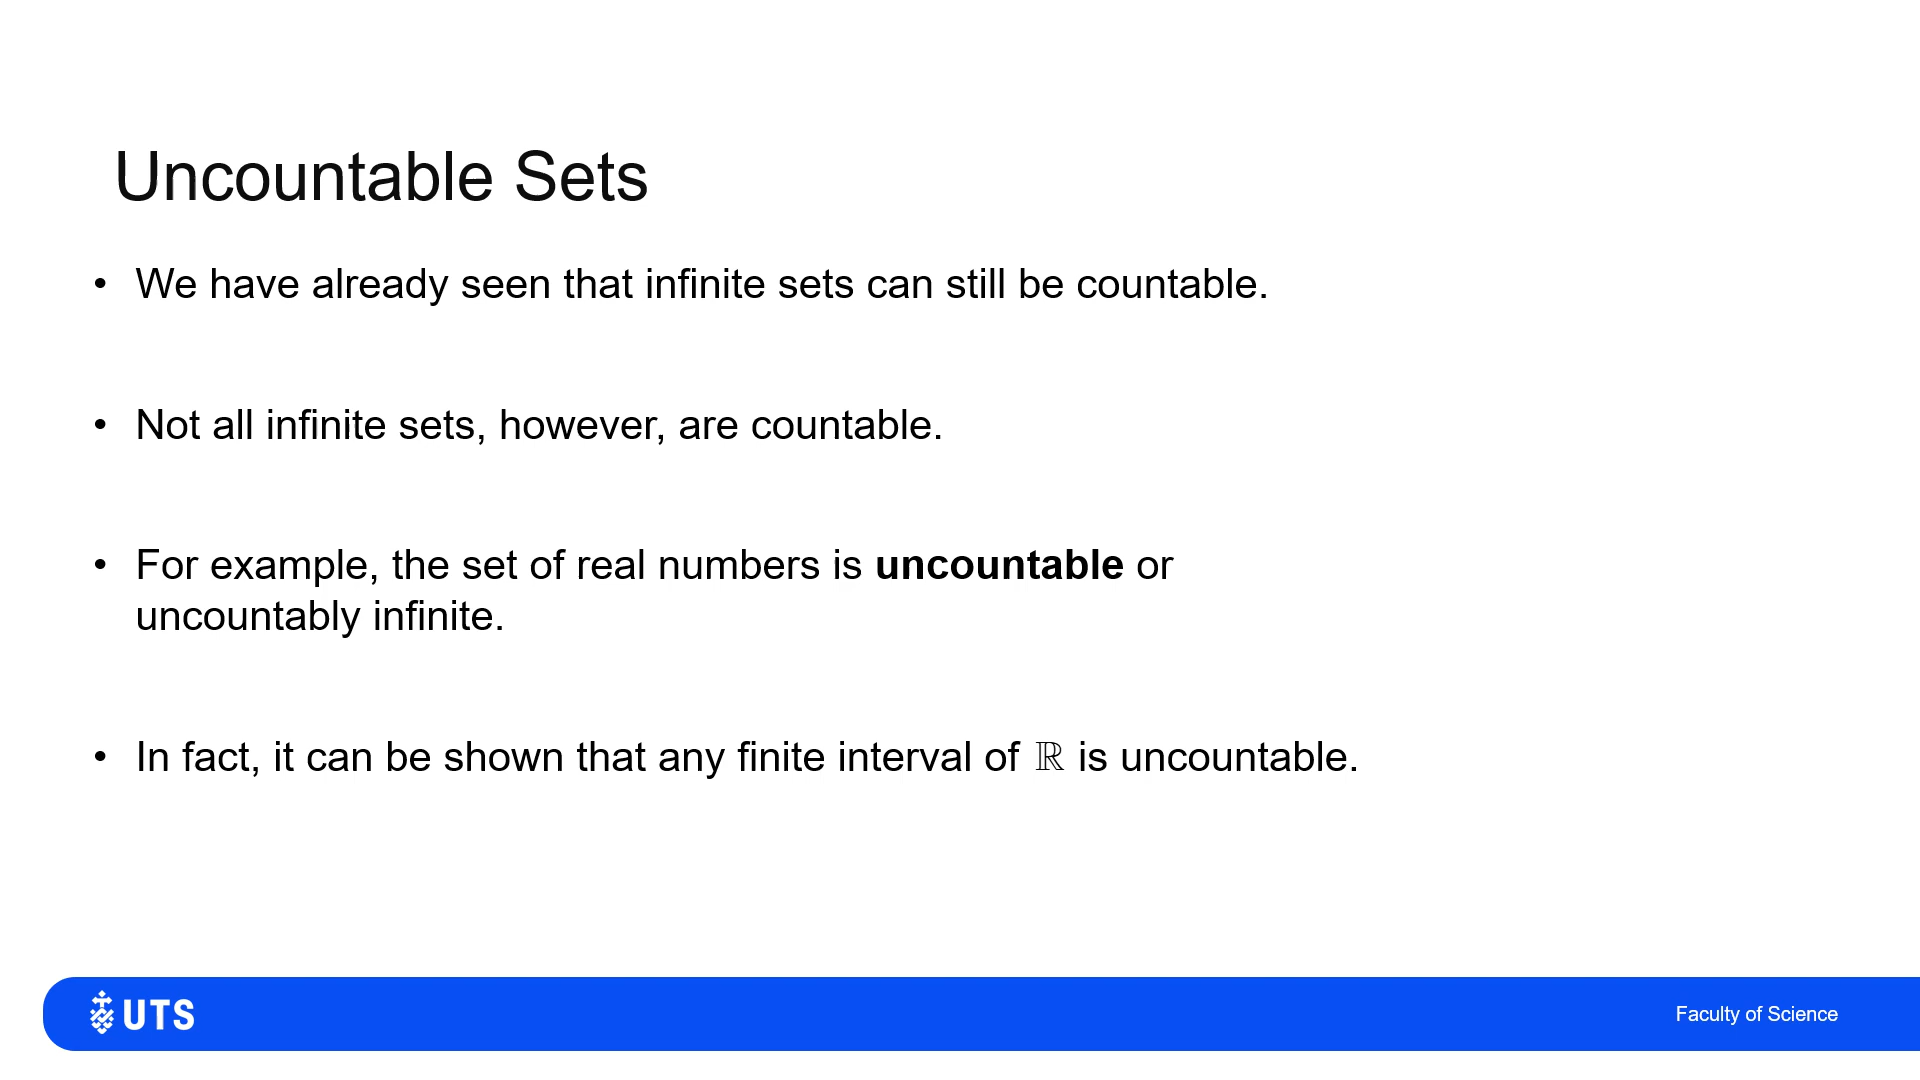 Uncountable Sets
• We have already seen that infinite sets can still be countable.
• Not all infinite sets, however, are countable.
• For example, the set of real numbers is uncountable or
uncountably infinite.
• In fact, it can be shown that any finite interval of ℝ is uncountable.
UTS
Faculty of Science